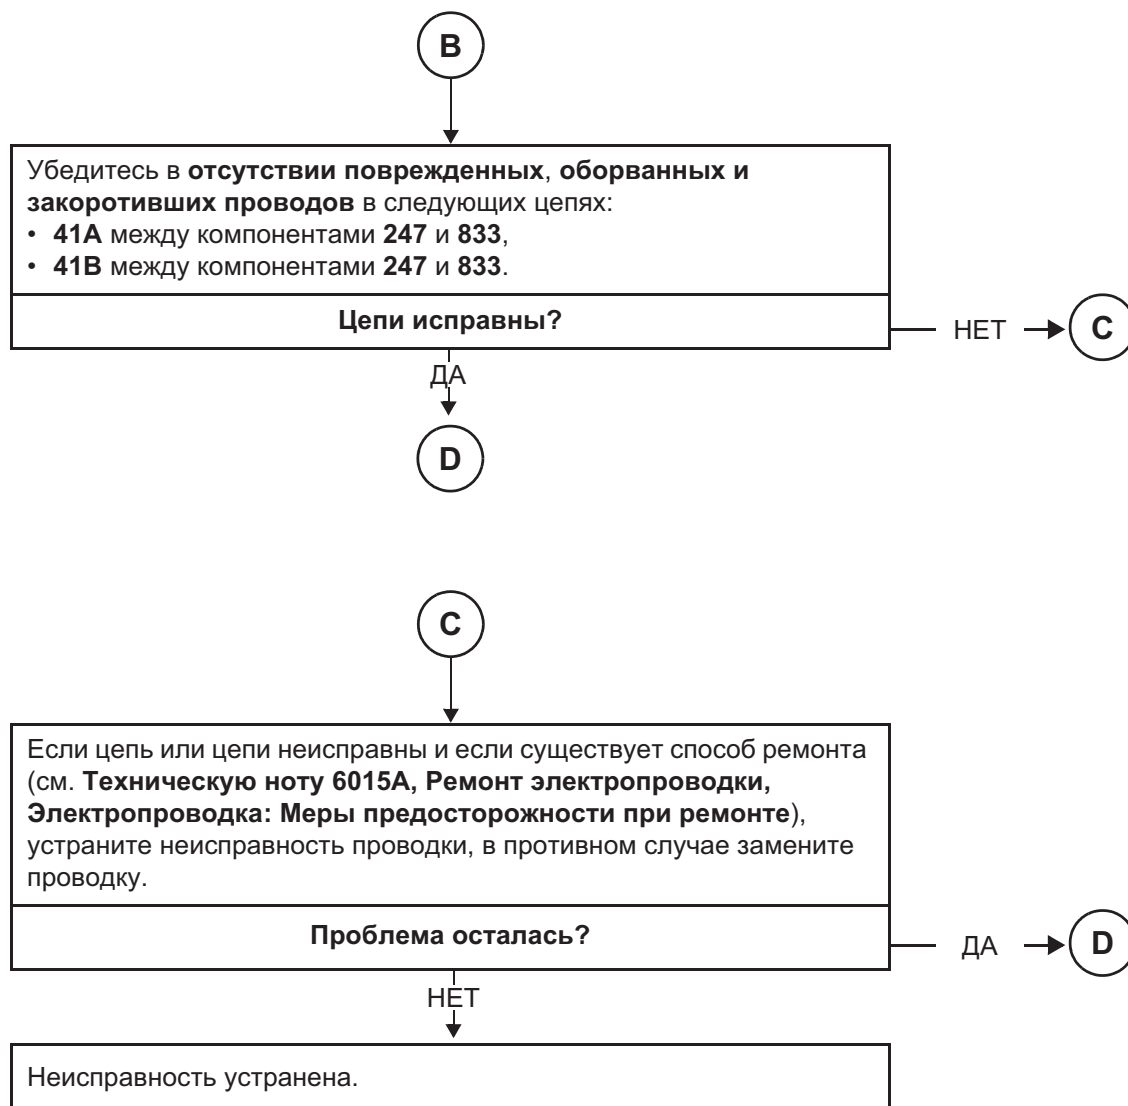 B
Убедитесь в отсутствии поврежденных, оборванных и
закоротивших проводов в следующих цепях:
• 41A между компонентами 247 и 833,
• 41B между компонентами 247 и 833.
Цепи исправны?
НЕТ
C
ДА
D
C
Если цепь или цепи неисправны и если существует способ ремонта
(см. Техническую ноту 6015A, Ремонт электропроводки,
Электропроводка: Меры предосторожности при ремонте),
устраните неисправность проводки, в противном случае замените
проводку.
Проблема осталась?
ДА
D
НЕТ
Неисправность устранена.